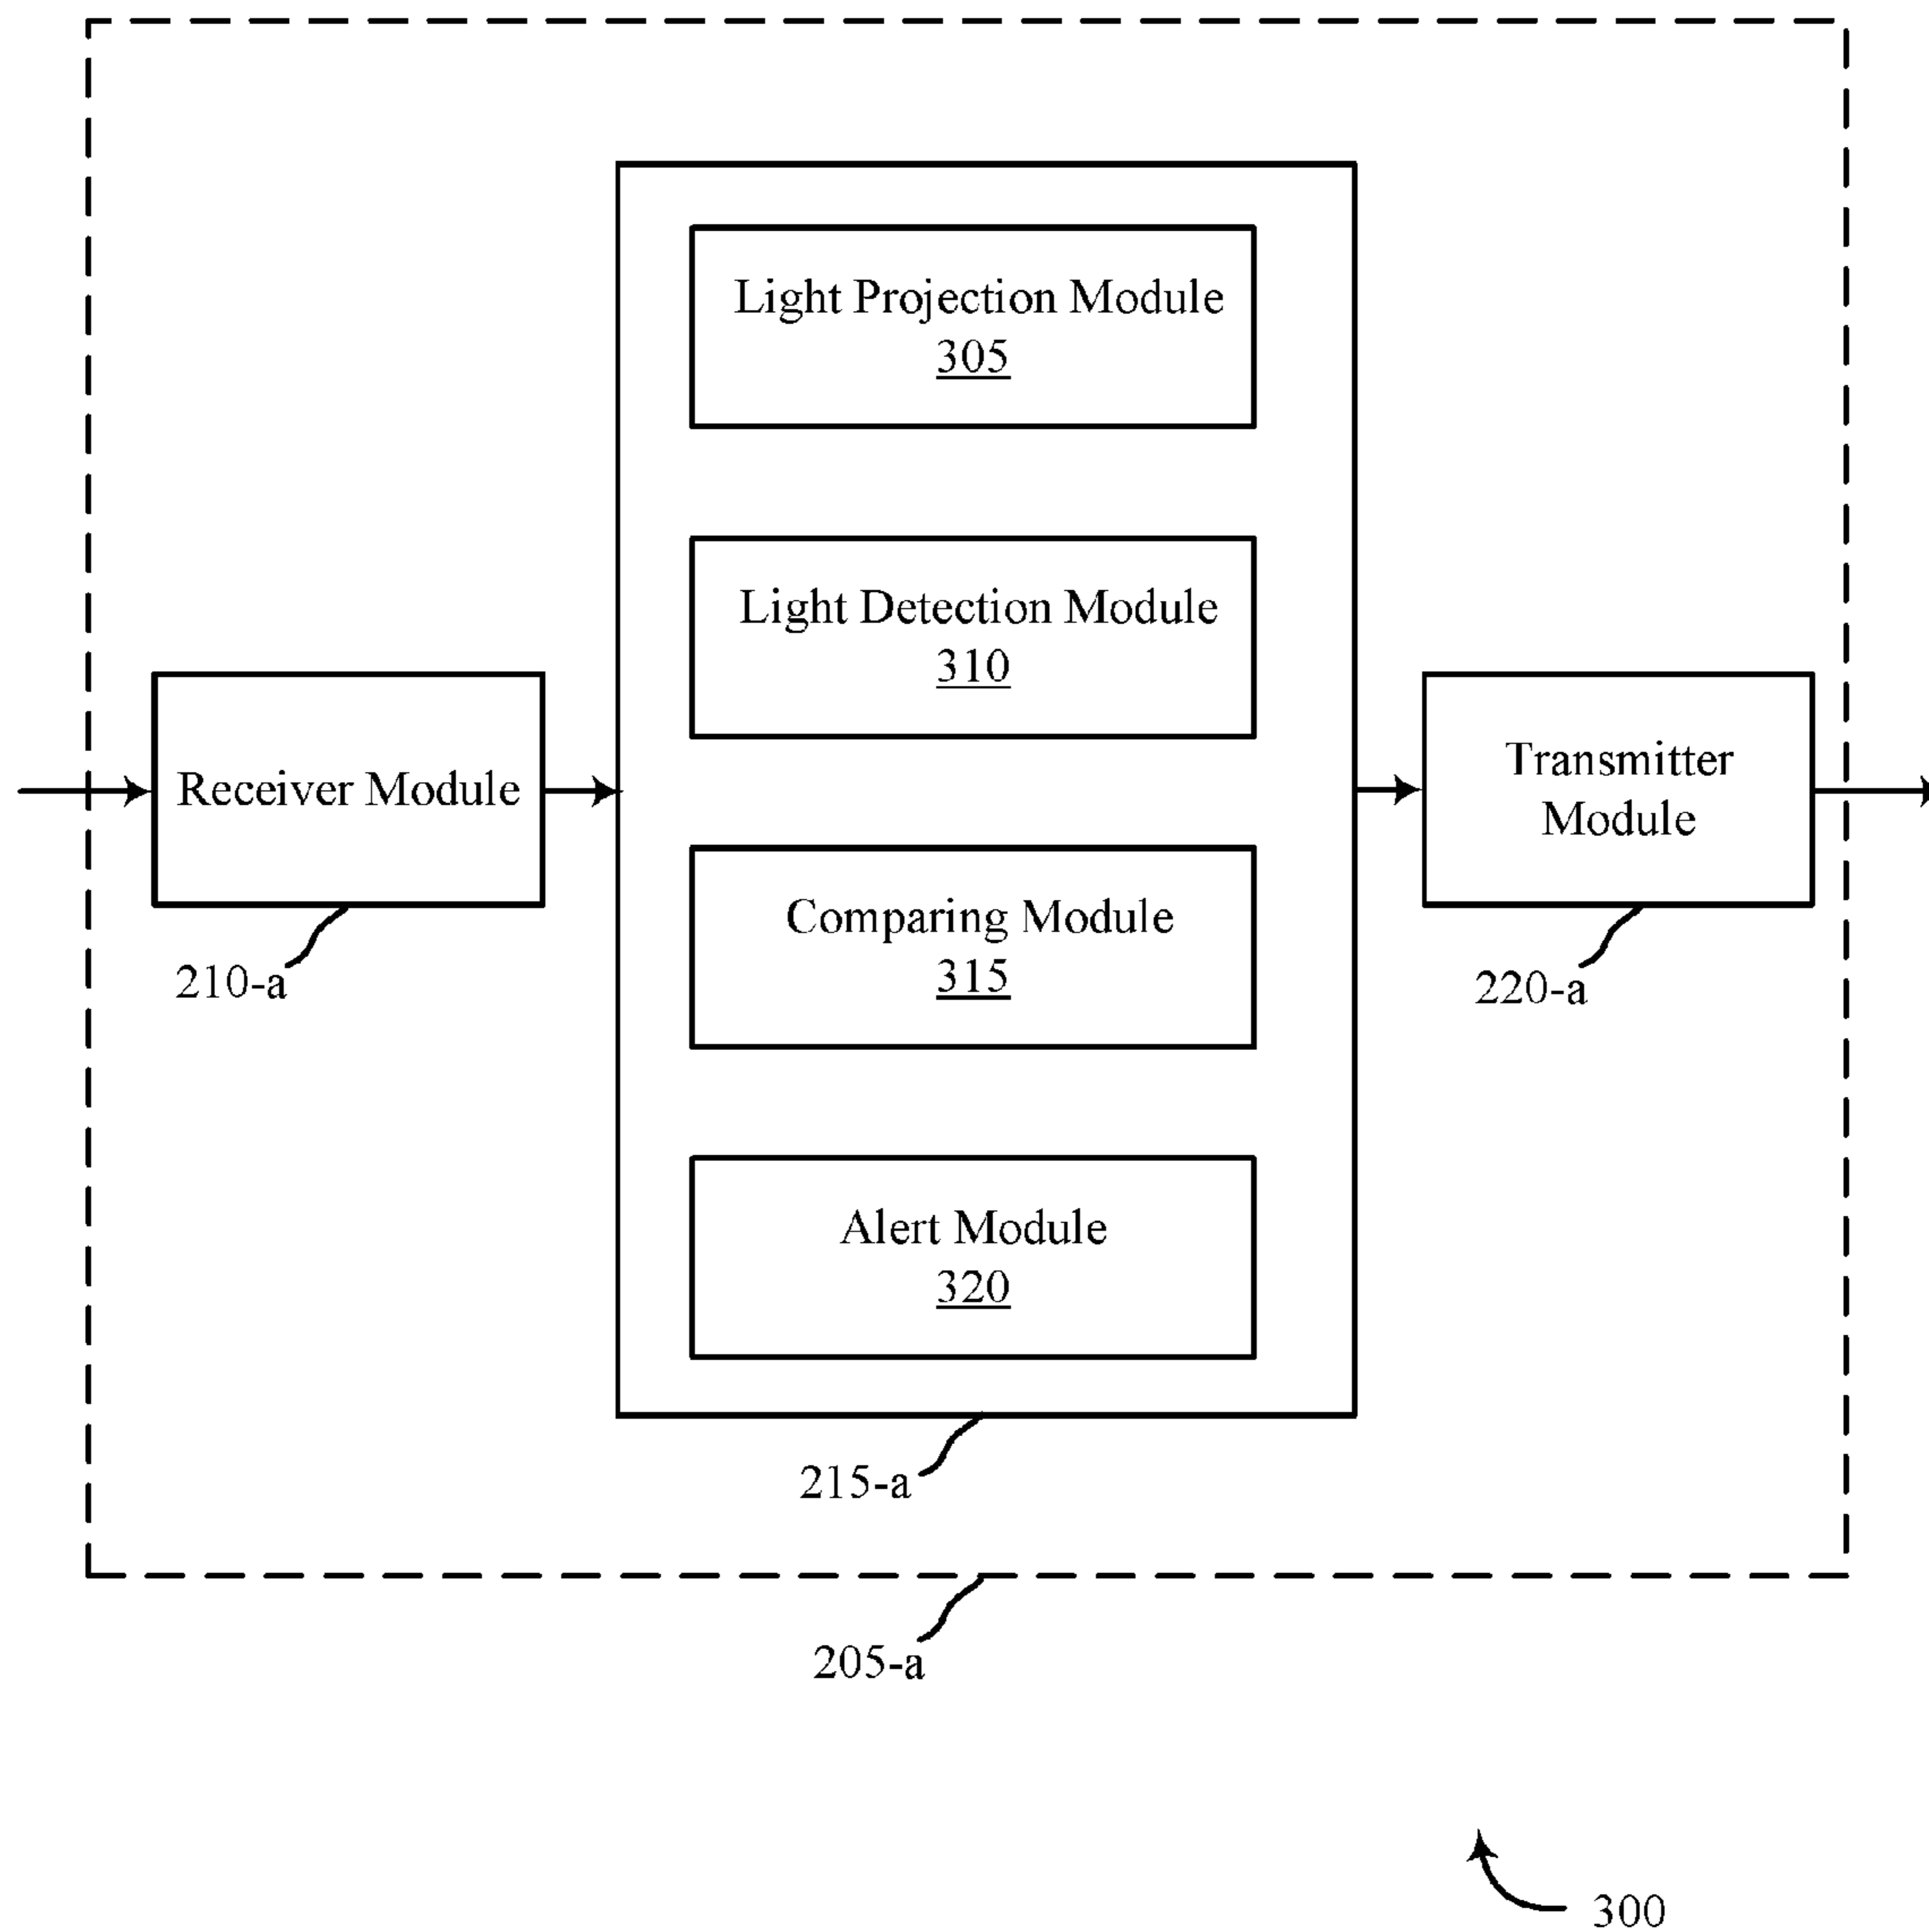 Light Projection Module
305
Light Detection Module
310
Receiver Module
Transmitter
Module
Comparing Module
315
210-a
220-a
Alert Module
320
215-a
205-a
300